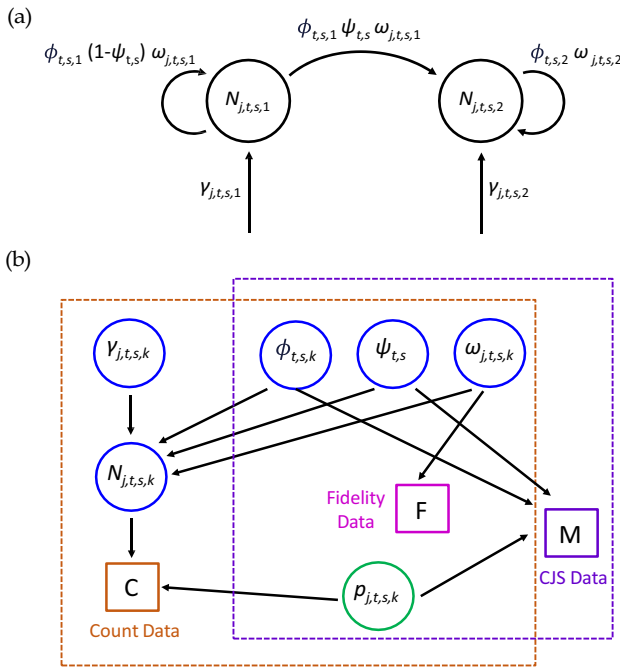 (a)
ϕt,s,1 (1-ψt,s) ωj,t,s,1
ϕt,s,1 ψt,s ωj,t,s,1
ϕt,s,2 ωj,t,s,2
Nj,t,s,1
Nj,t,s,2
γj,t,s,1
γj,t,s,2
(b)
γj,t,s,k
ϕt,s,k
ψt,s
ωj,t,s,k
Nj,t,s,k
Fidelity
Data
F
M
CJS Data
C
Count Data
pj,t,s,k